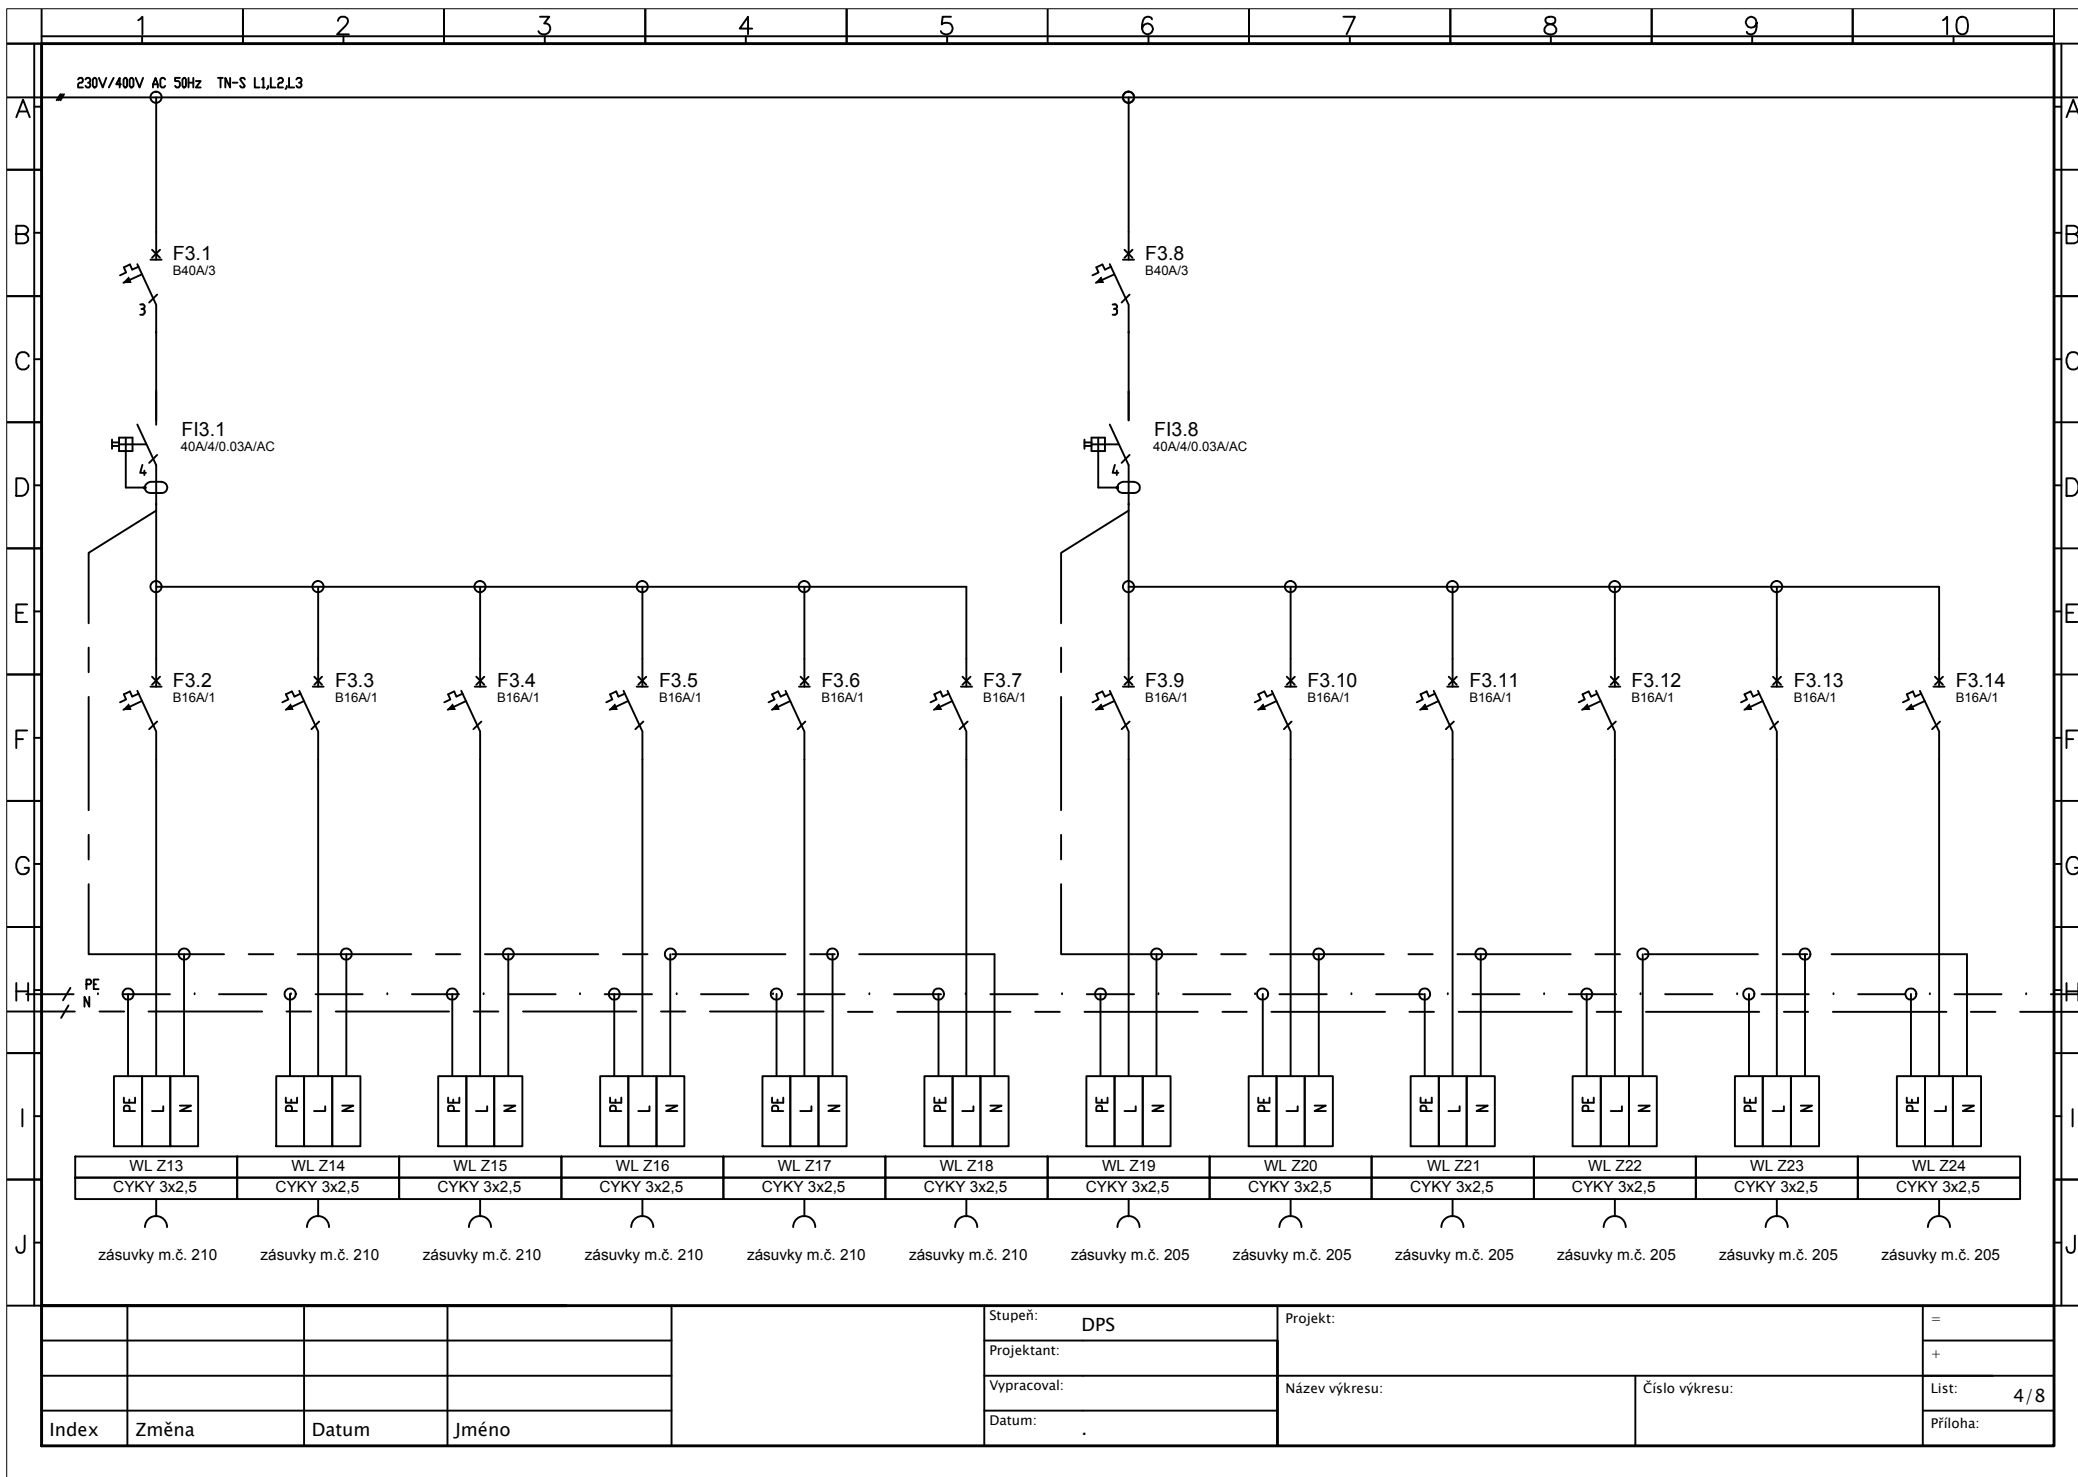 1 2 3 4 5 6 7 8 9 10
230V/400V AC 50Hz TN-S L1,L2,L3
A A
B B
F3.1 F3.8
B40A/3 B40A/3
3 3
C C
FI3.1 FI3.8
40A/4/0.03A/AC 40A/4/0.03A/AC
4 4
D D
E E
F3.2 F3.3 F3.4 F3.5 F3.6 F3.7 F3.9 F3.10 F3.11 F3.12 F3.13 F3.14
B16A/1 B16A/1 B16A/1 B16A/1 B16A/1 B16A/1 B16A/1 B16A/1 B16A/1 B16A/1 B16A/1 B16A/1
F F
G G
PE
H H
N
PE L N PE L N PE L N PE L N PE L N PE L N PE L N PE L N PE L N PE L N PE L N PE L N
I I
WL Z13 WL Z14 WL Z15 WL Z16 WL Z17 WL Z18 WL Z19 WL Z20 WL Z21 WL Z22 WL Z23 WL Z24
CYKY 3x2,5 CYKY 3x2,5 CYKY 3x2,5 CYKY 3x2,5 CYKY 3x2,5 CYKY 3x2,5 CYKY 3x2,5 CYKY 3x2,5 CYKY 3x2,5 CYKY 3x2,5 CYKY 3x2,5 CYKY 3x2,5
J J
zásuvky m.č. 210 zásuvky m.č. 210 zásuvky m.č. 210 zásuvky m.č. 210 zásuvky m.č. 210 zásuvky m.č. 210 zásuvky m.č. 205 zásuvky m.č. 205 zásuvky m.č. 205 zásuvky m.č. 205 zásuvky m.č. 205 zásuvky m.č. 205
Stupeň: DPS Projekt: =
Projektant: +
Vypracoval: Název výkresu: Číslo výkresu: List: 4/8
Index Změna Datum Jméno Datum: . Příloha: